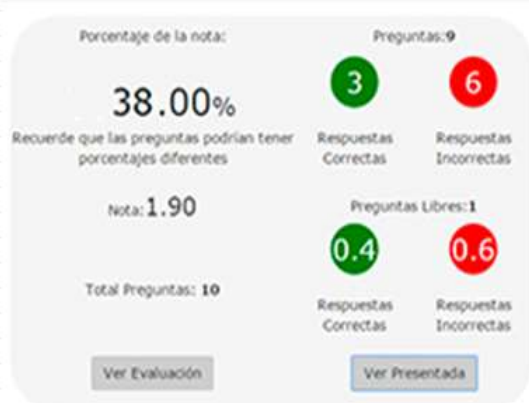 Porcentaje de la nota:
38.00%
Recuerde que las preguntas podrían tener
porcentajes diferentes
Nota: 1.90
Total Preguntas: 10
Ver Evaluación
Preguntas:9
3
6
Respuestas
Correctas
Respuestas
Incorrectas
Preguntas Libres:1
0.4
0.6
Respuestas
Correctas
Respuestas
Incorrectas
Ver Presentada